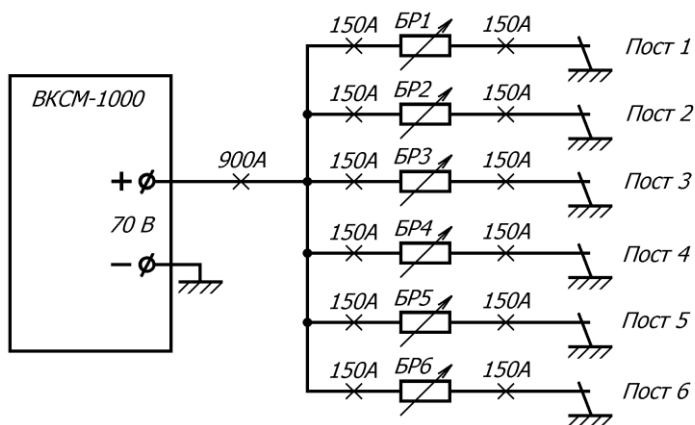 150А БР1 150А Пост 1
ВКСМ-1000
150А БР2 150А Пост 2
900А
150А БР3 150А Пост 3
+
70 В
−
150А БР4 150А Пост 4
150А БР5 150А Пост 5
150А БР6 150А Пост 6